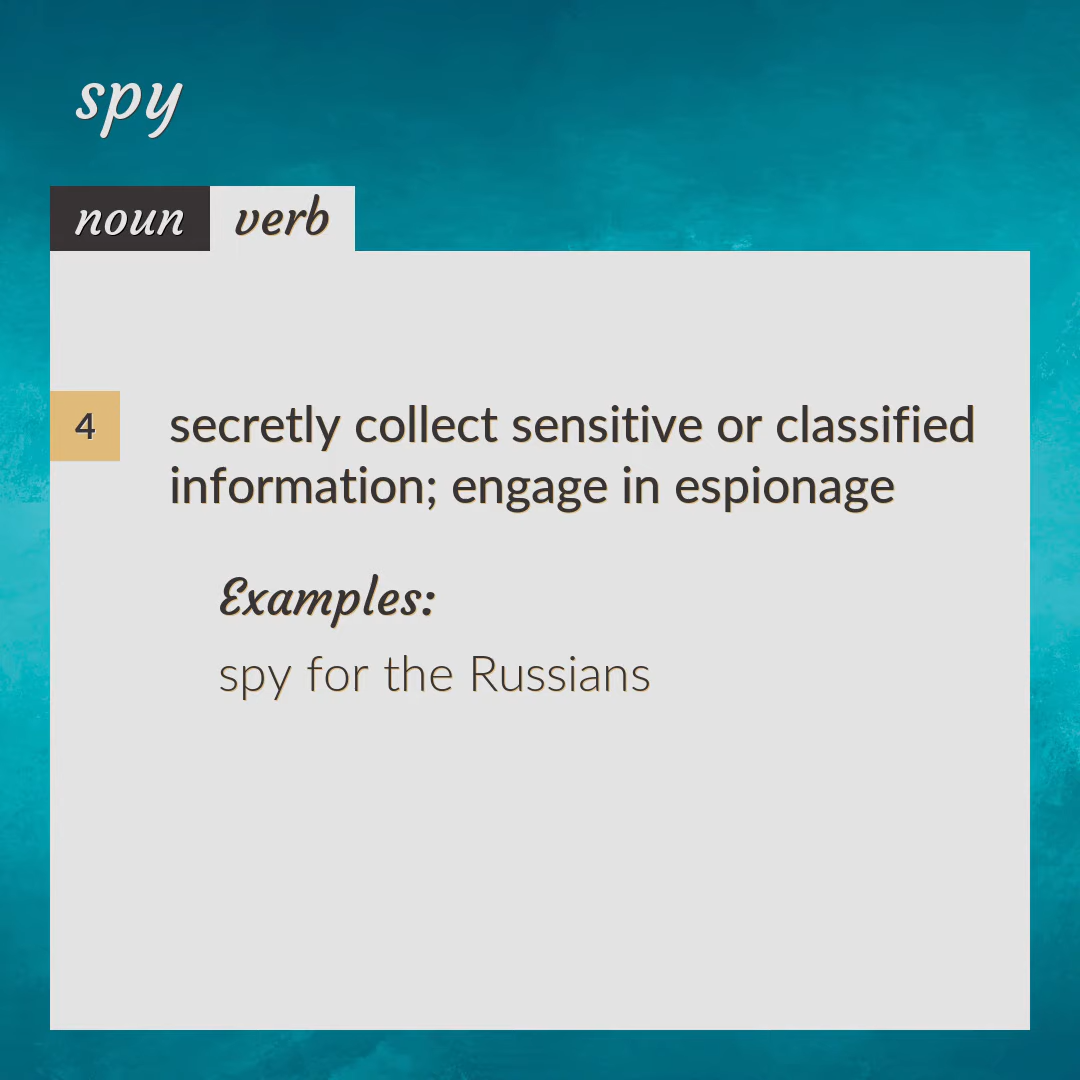 spy
noun verb
4 secretly collect sensitive or classified
information; engage in espionage
Examples:
spy for the Russians